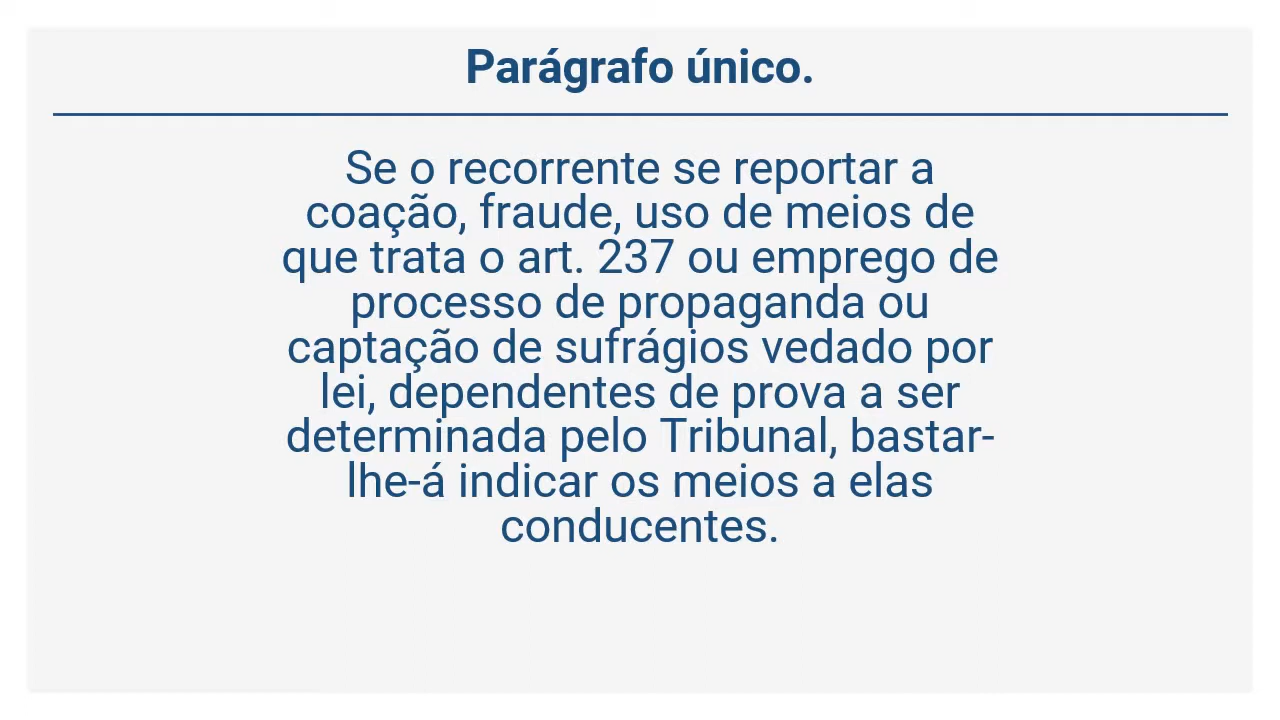 Parágrafo único.
Se o recorrente se reportar a
coação, fraude, uso de meios de
que trata o art. 237 ou emprego de
processo de propaganda ou
captação de sufrágios vedado por
lei, dependentes de prova a ser
determinada pelo Tribunal, bastar-
lhe-á indicar os meios a elas
conducentes.